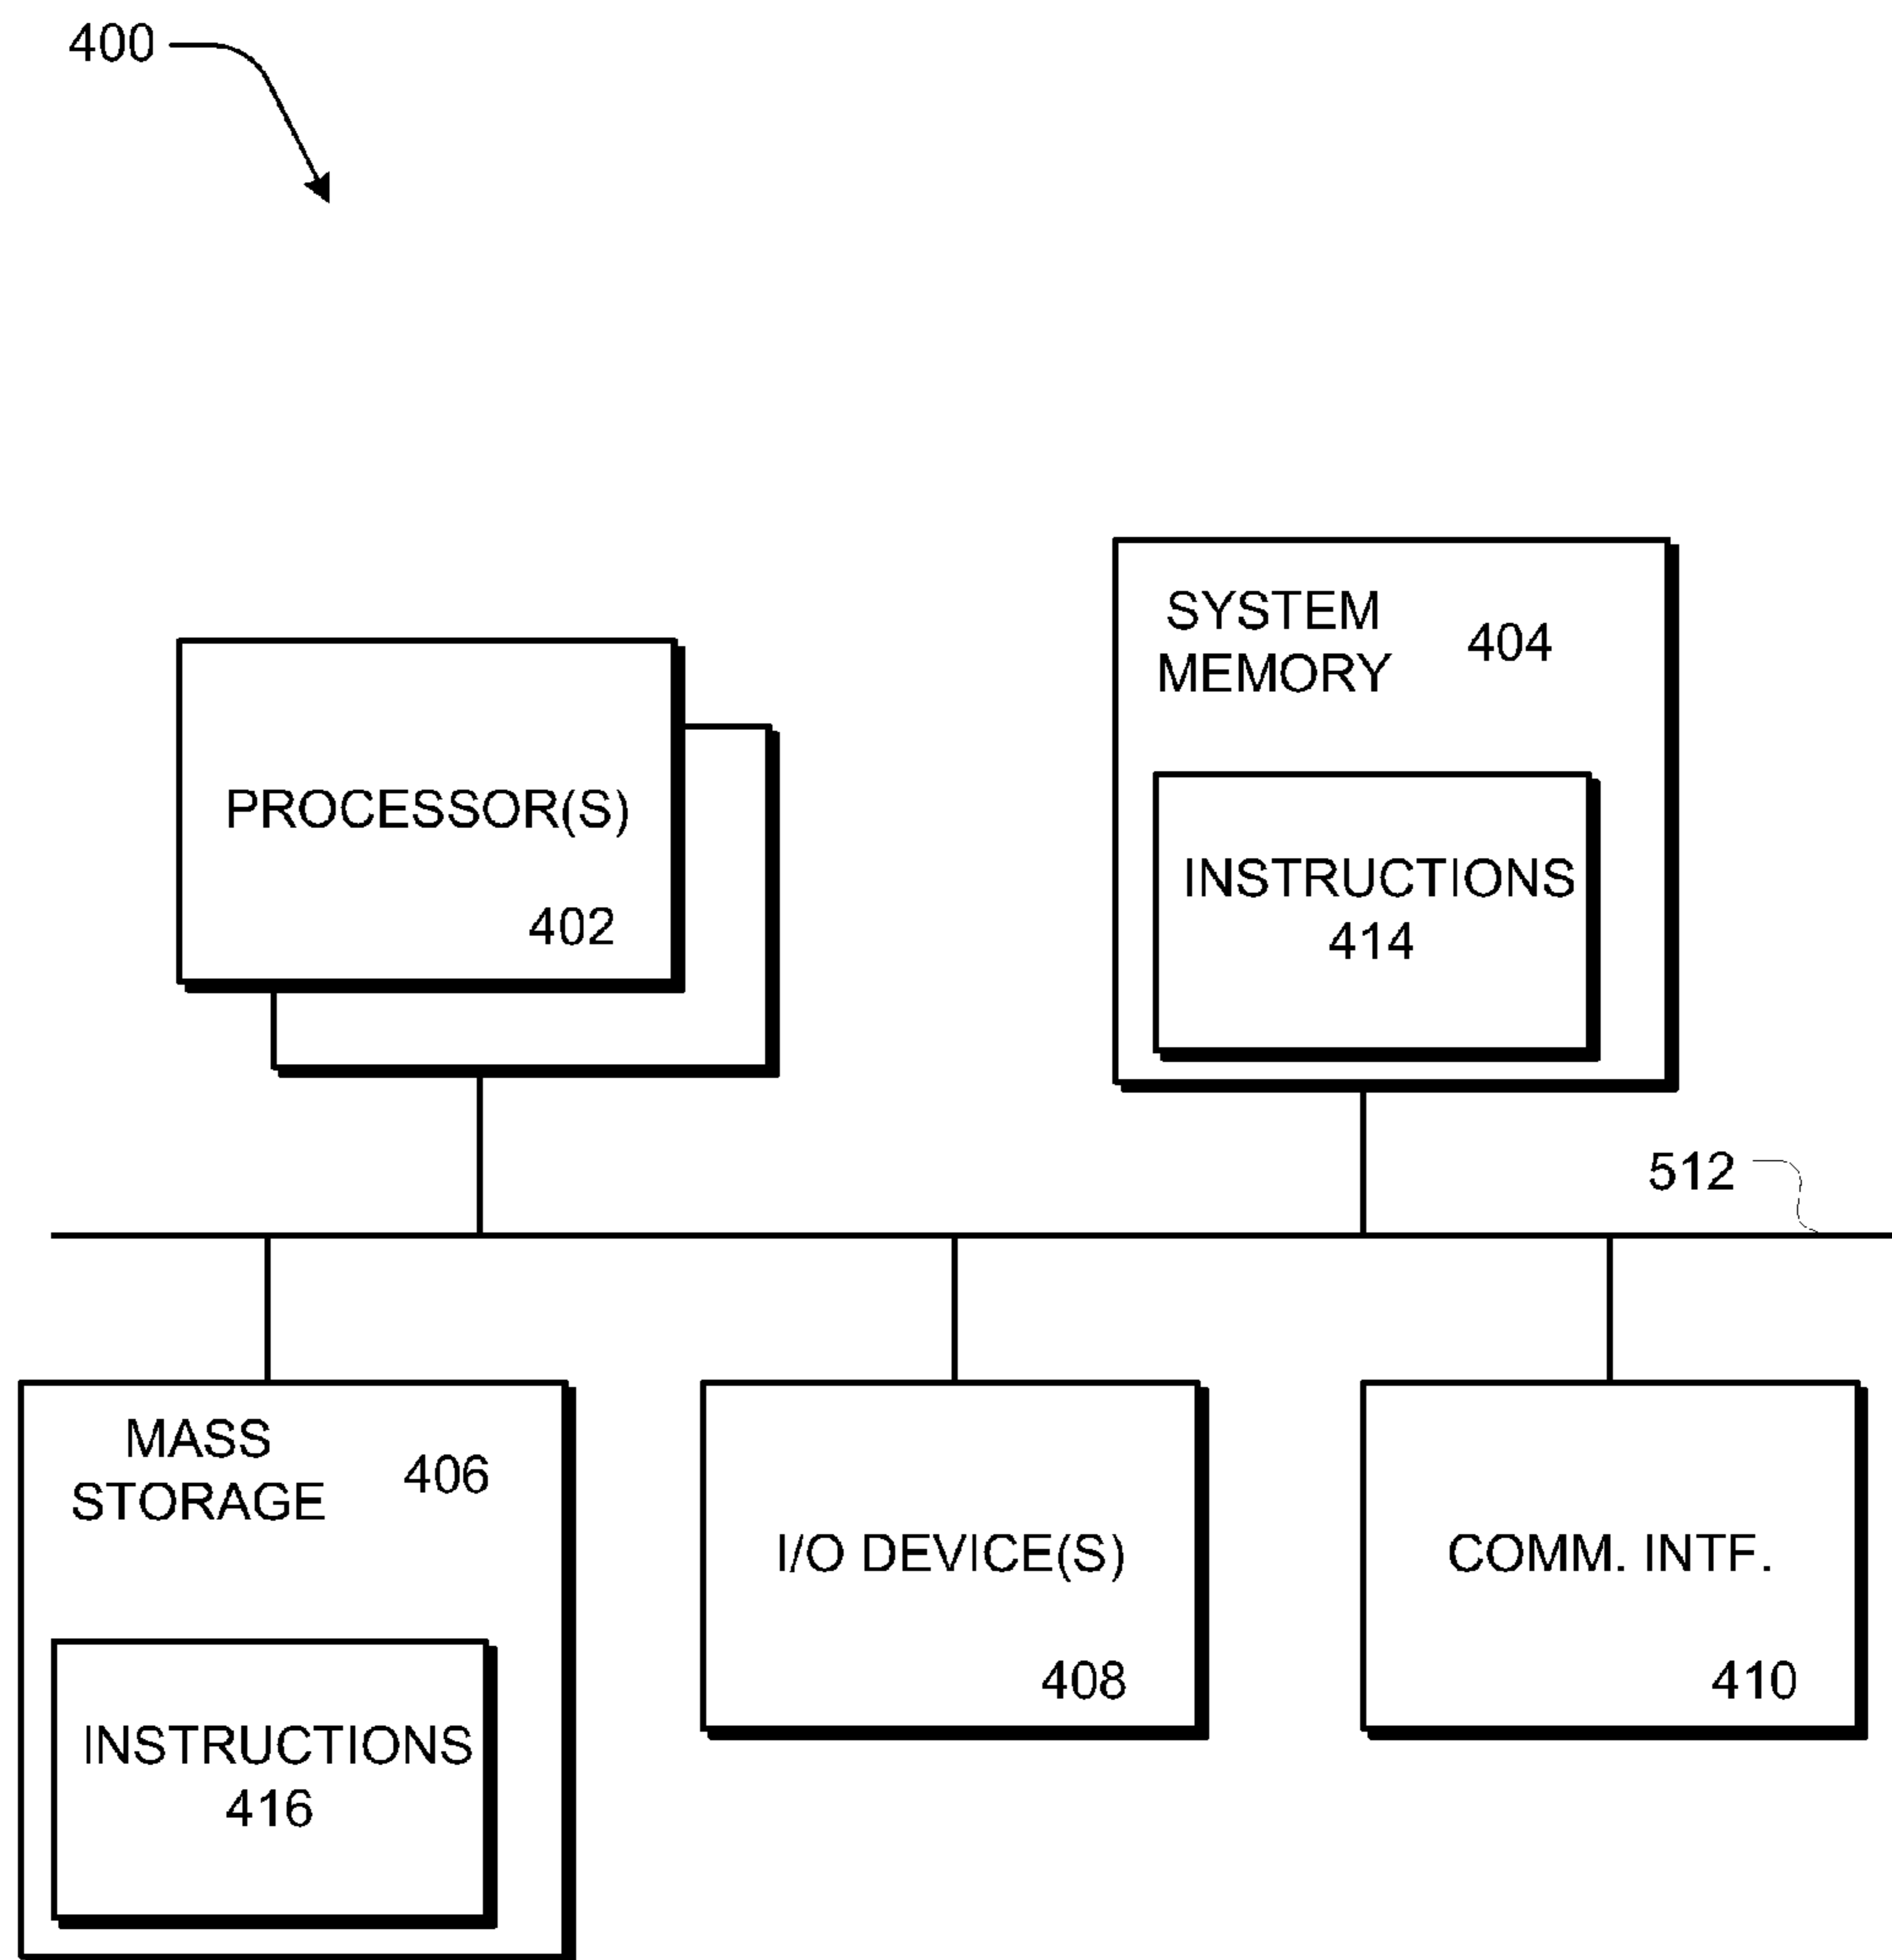 400
SYSTEM
MEMORY
404
PROCESSOR(S)
402
INSTRUCTIONS
414
512
MASS
STORAGE
406
I/O DEVICE(S)
408
COMM. INTF.
410
INSTRUCTIONS
416